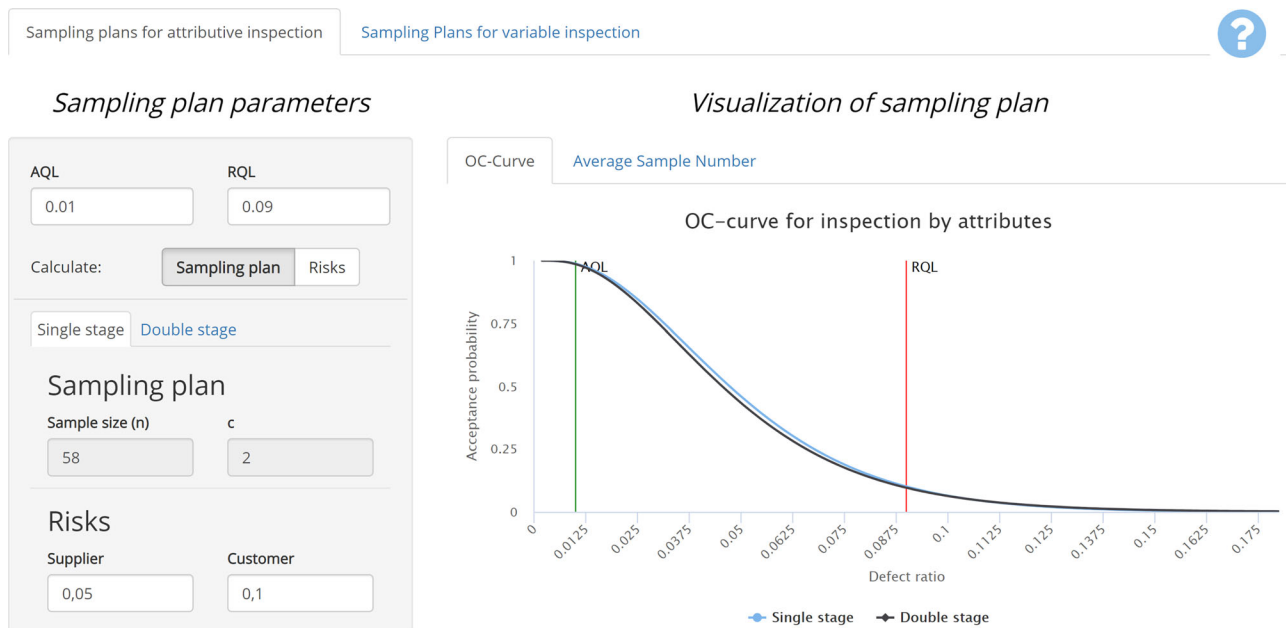 Sampling plans for attributive inspection
Sampling Plans for variable inspection
?
Sampling plan parameters
Visualization of sampling plan
AQL
RQL
0.01
0.09
Calculate:
Sampling plan
Risks
Single stage
Double stage
Sampling plan
Sample size (n)
c
58
2
Risks
Supplier
Customer
0,05
0,1
OC-Curve
Average Sample Number
OC-curve for inspection by attributes
AQL
RQL
Acceptance probability
1
0.75
0.5
0.25
0
0
0.0125
0.025
0.0375
0.05
0.0625
0.075
0.0875
0.1
0.1125
0.125
0.1375
0.15
0.1625
0.175
Defect ratio
Single stage
Double stage